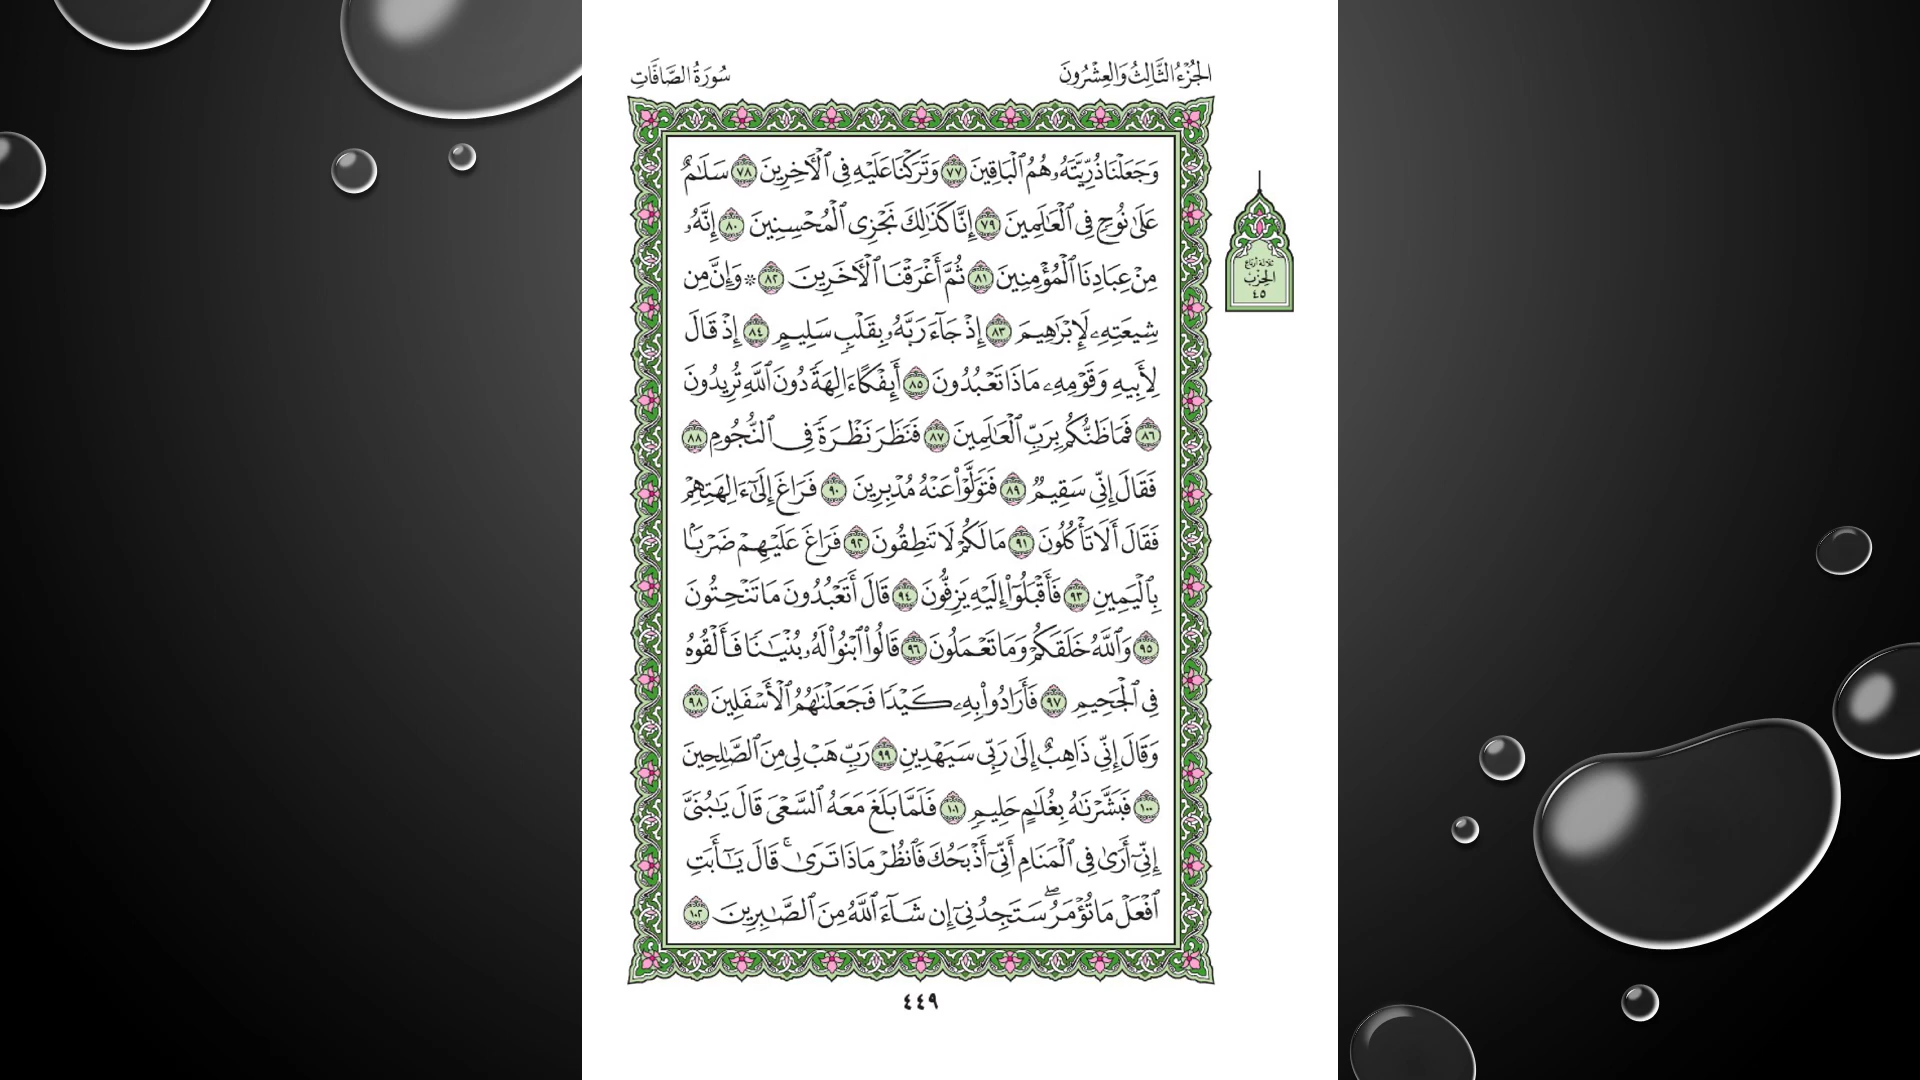 الجُزْءُ الثَّالِثُ وَالعِشْرُونَ
سُورَةُ الصَّافَّاتِ
وَجَعَلْنَا ذُرِّيَّتَهُۥ هُمُ ٱلْبَاقِينَ ٧٧ وَتَرَكْنَا عَلَيْهِ فِى ٱلْأَخِرِينَ ٧٨ سَلَٰمٌ
عَلَىٰ نُوحٍ فِى ٱلْعَٰلَمِينَ ٧٩ إِنَّا كَذَٰلِكَ نَجْزِى ٱلْمُحْسِنِينَ ٨٠ إِنَّهُۥ
مِنْ عِبَادِنَا ٱلْمُؤْمِنِينَ ٨١ ثُمَّ أَغْرَقْنَا ٱلْأَخَرِينَ ٨٢ ۞ وَإِنَّ مِن
شِيعَتِهِۦ لَإِبْرَٰهِيمَ ٨٣ إِذْ جَآءَ رَبَّهُۥ بِقَلْبٍ سَلِيمٍ ٨٤ إِذْ قَالَ
لِأَبِيهِ وَقَوْمِهِۦ مَاذَا تَعْبُدُونَ ٨٥ أَئِفْكًا ءَالِهَةً دُونَ ٱللَّهِ تُرِيدُونَ
٨٦ فَمَا ظَنُّكُم بِرَبِّ ٱلْعَٰلَمِينَ ٨٧ فَنَظَرَ نَظْرَةً فِى ٱلنُّجُومِ ٨٨
فَقَالَ إِنِّى سَقِيمٌ ٨٩ فَتَوَلَّوْا۟ عَنْهُ مُدْبِرِينَ ٩٠ فَرَاغَ إِلَىٰٓ ءَالِهَتِهِمْ
فَقَالَ أَلَا تَأْكُلُونَ ٩١ مَا لَكُمْ لَا تَنطِقُونَ ٩٢ فَرَاغَ عَلَيْهِمْ ضَرْبًۢا
بِٱلْيَمِينِ ٩٣ فَأَقْبَلُوٓا۟ إِلَيْهِ يَزِفُّونَ ٩٤ قَالَ أَتَعْبُدُونَ مَا تَنْحِتُونَ
٩٥ وَٱللَّهُ خَلَقَكُمْ وَمَا تَعْمَلُونَ ٩٦ قَالُوا۟ ٱبْنُوا۟ لَهُۥ بُنْيَٰنًا فَأَلْقُوهُ
فِى ٱلْجَحِيمِ ٩٧ فَأَرَادُوا۟ بِهِۦ كَيْدًا فَجَعَلْنَٰهُمُ ٱلْأَسْفَلِينَ ٩٨
وَقَالَ إِنِّى ذَاهِبٌ إِلَىٰ رَبِّى سَيَهْدِينِ ٩٩ رَبِّ هَبْ لِى مِنَ ٱلصَّٰلِحِينَ
١٠٠ فَبَشَّرْنَٰهُ بِغُلَٰمٍ حَلِيمٍ ١٠١ فَلَمَّا بَلَغَ مَعَهُ ٱلسَّعْىَ قَالَ يَٰبُنَىَّ
إِنِّىٓ أَرَىٰ فِى ٱلْمَنَامِ أَنِّىٓ أَذْبَحُكَ فَٱنظُرْ مَاذَا تَرَىٰ ۚ قَالَ يَٰٓأَبَتِ
ٱفْعَلْ مَا تُؤْمَرُ ۖ سَتَجِدُنِىٓ إِن شَآءَ ٱللَّهُ مِنَ ٱلصَّٰبِرِينَ ١٠٢
ثلاثة أرباع
الحِزْبِ
٤٥
٤٤٩